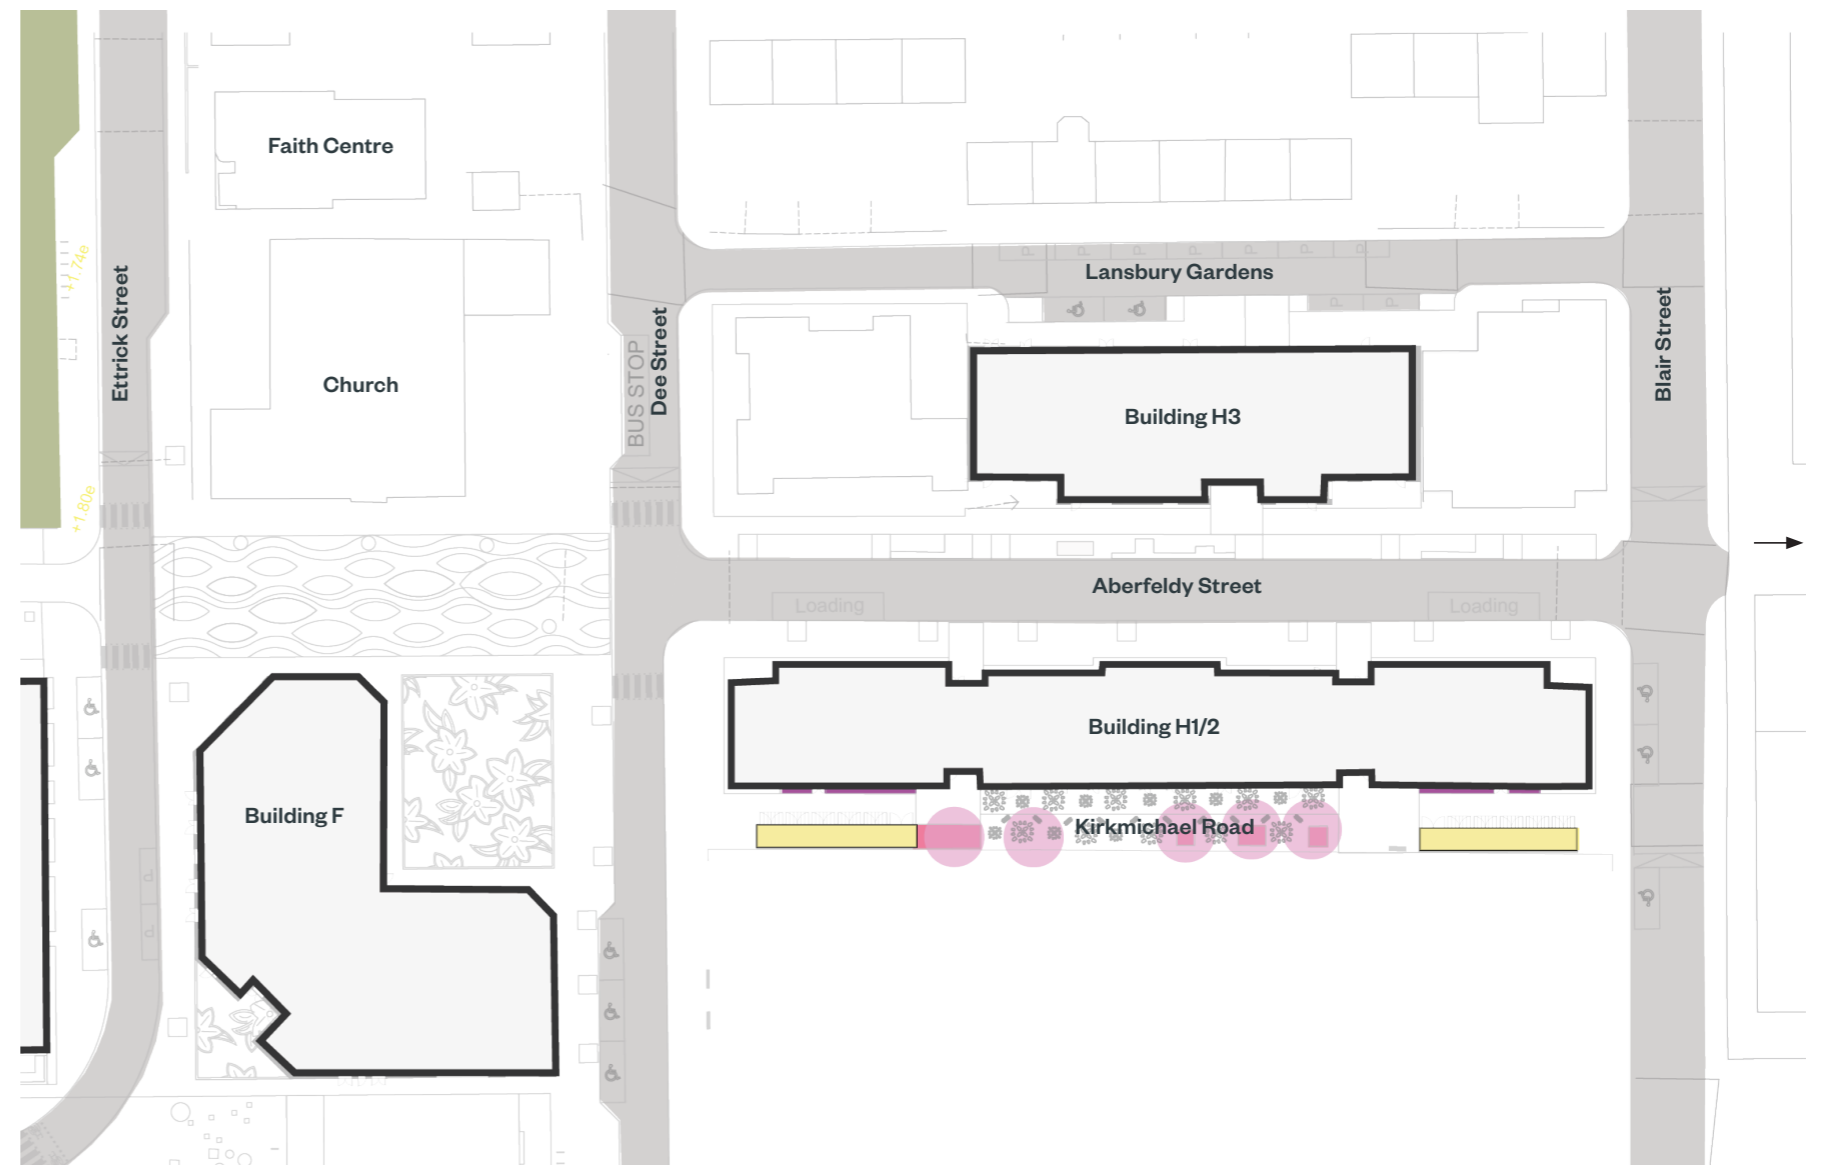 Faith Centre
+1.74e
Ettrick Street
Lansbury Gardens
P
P
P
P
P
P
P
P
P
Dee Street
BUS STOP
Blair Street
Church
Building H3
+1.80e
Aberfeldy Street
Loading
Loading
Building H1/2
Building F
Kirkmichael Road
P
P